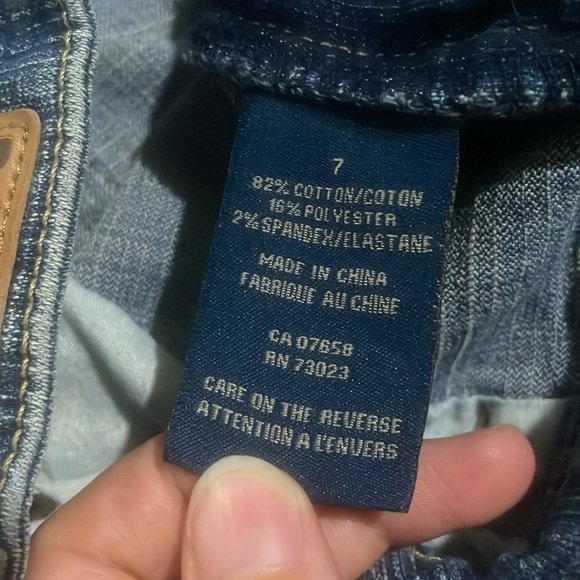 7
82% COTTON/COTON
16% POLYESTER
2% SPANDEX/ELASTANE
MADE IN CHINA
FABRIQUE AU CHINE
CA 07658
RN 73023
CARE ON THE REVERSE
ATTENTION A L'ENVERS